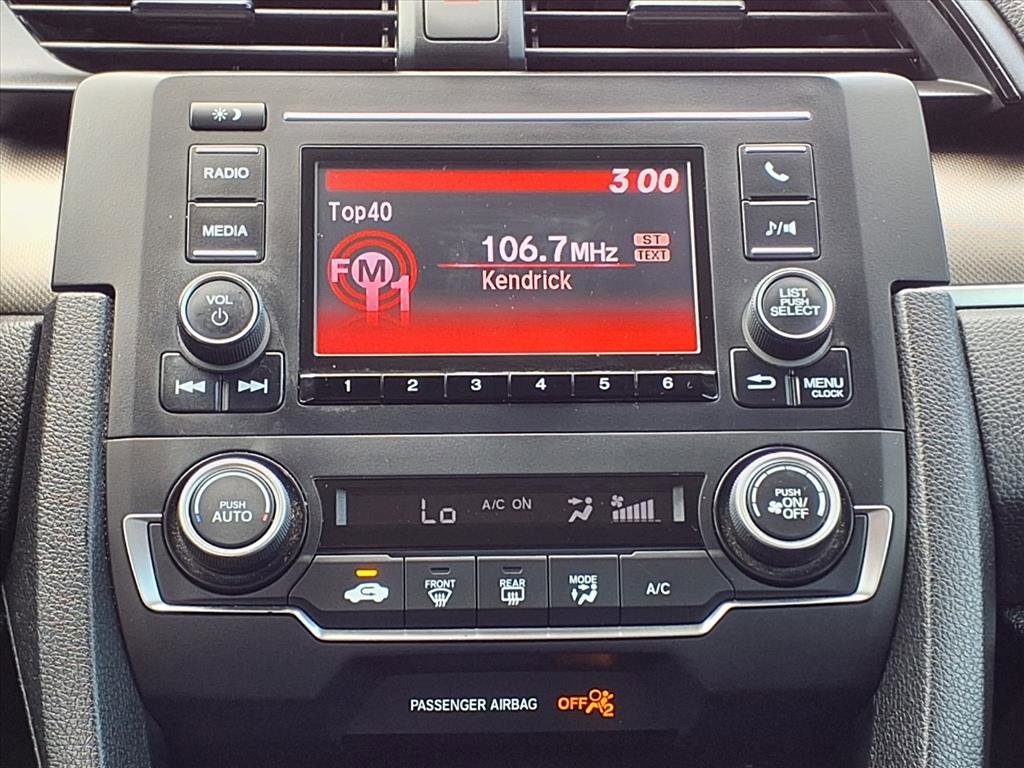 RADIO
MEDIA
3 00
Top40
106.7MHz
ST
TEXT
FM1
Kendrick
VOL
LIST
PUSH
SELECT
1 2 3 4 5 6
MENU
CLOCK
PUSH
AUTO
Lo
A/C ON
PUSH
ON/
OFF
FRONT
REAR
MODE
A/C
PASSENGER AIRBAG
OFF
2